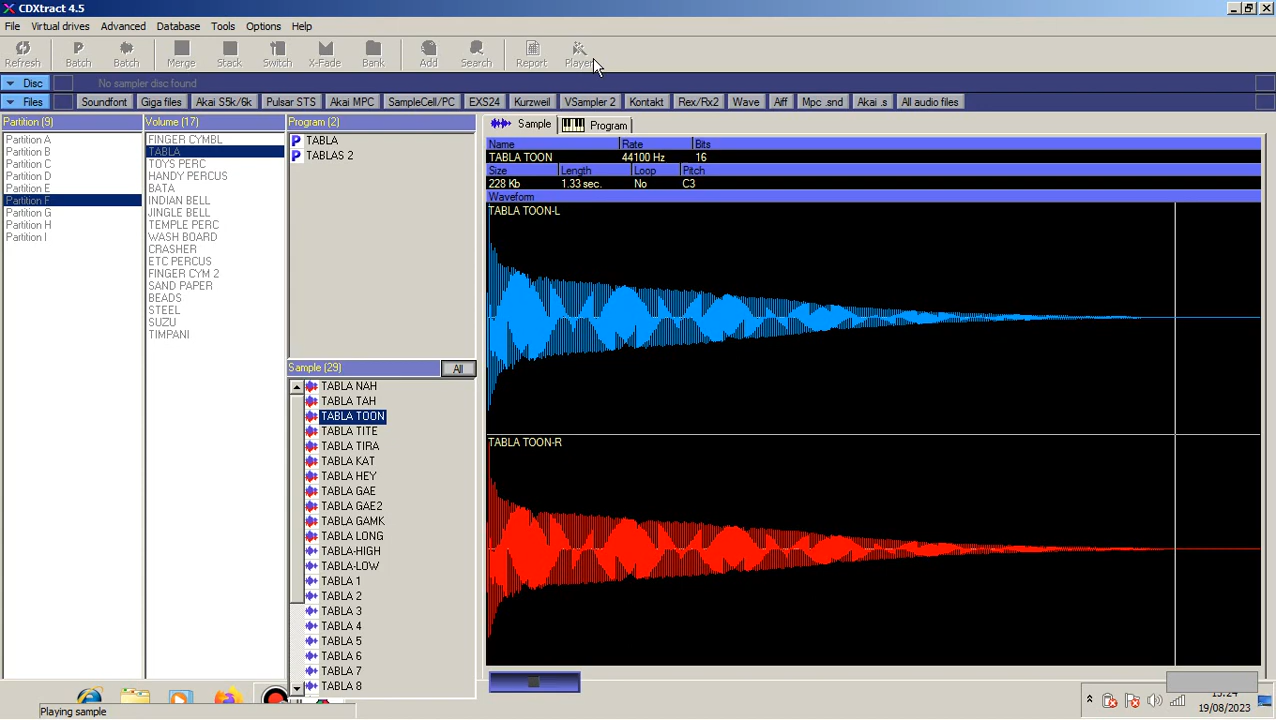 CDXtract 4.5
File Virtual drives Advanced Database Tools Options Help
Refresh Batch Batch Merge Stack Switch X-Fade Bank Add Search Report Player
Disc No sampler disc found
Files Soundfont Giga files Akai S5k/6k Pulsar STS Akai MPC SampleCell/PC EXS24 Kurzweil VSampler 2 Kontakt Rex/Rx2 Wave Aiff Mpc .snd Akai .s All audio files
Partition (9)
Partition A
Partition B
Partition C
Partition D
Partition E
Partition F
Partition G
Partition H
Partition I
Volume (17)
FINGER CYMBL
TABLA
TOYS PERC
HANDY PERCUS
BATA
INDIAN BELL
JINGLE BELL
TEMPLE PERC
WASH BOARD
CRASHER
ETC PERCUS
FINGER CYM 2
SAND PAPER
BEADS
STEEL
SUZU
TIMPANI
Program (2)
TABLA
TABLAS 2
Sample (29) All
TABLA NAH
TABLA TAH
TABLA TOON
TABLA TITE
TABLA TIRA
TABLA KAT
TABLA HEY
TABLA GAE
TABLA GAE2
TABLA GAMK
TABLA LONG
TABLA-HIGH
TABLA-LOW
TABLA 1
TABLA 2
TABLA 3
TABLA 4
TABLA 5
TABLA 6
TABLA 7
TABLA 8
Sample Program
Name Rate Bits
TABLA TOON 44100 Hz 16
Size Length Loop Pitch
228 Kb 1.33 sec. No C3
Waveform
TABLA TOON-L
TABLA TOON-R
Playing sample
19/08/2023